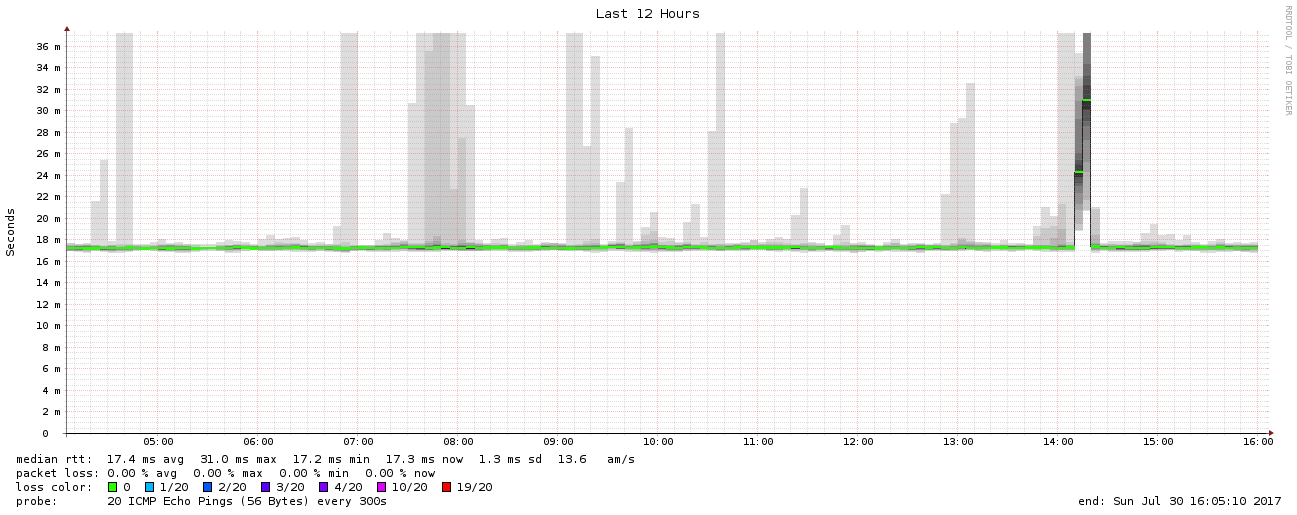 Last 12 Hours
RRDTOOL / TOBI OETIKER
Seconds
36 m
34 m
32 m
30 m
28 m
26 m
24 m
22 m
20 m
18 m
16 m
14 m
12 m
10 m
8 m
6 m
4 m
2 m
0
05:00 06:00 07:00 08:00 09:00 10:00 11:00 12:00 13:00 14:00 15:00 16:00
median rtt: 17.4 ms avg 31.0 ms max 17.2 ms min 17.3 ms now 1.3 ms sd 13.6 am/s
packet loss: 0.00 % avg 0.00 % max 0.00 % min 0.00 % now
loss color: 0 1/20 2/20 3/20 4/20 10/20 19/20
probe: 20 ICMP Echo Pings (56 Bytes) every 300s end: Sun Jul 30 16:05:10 2017